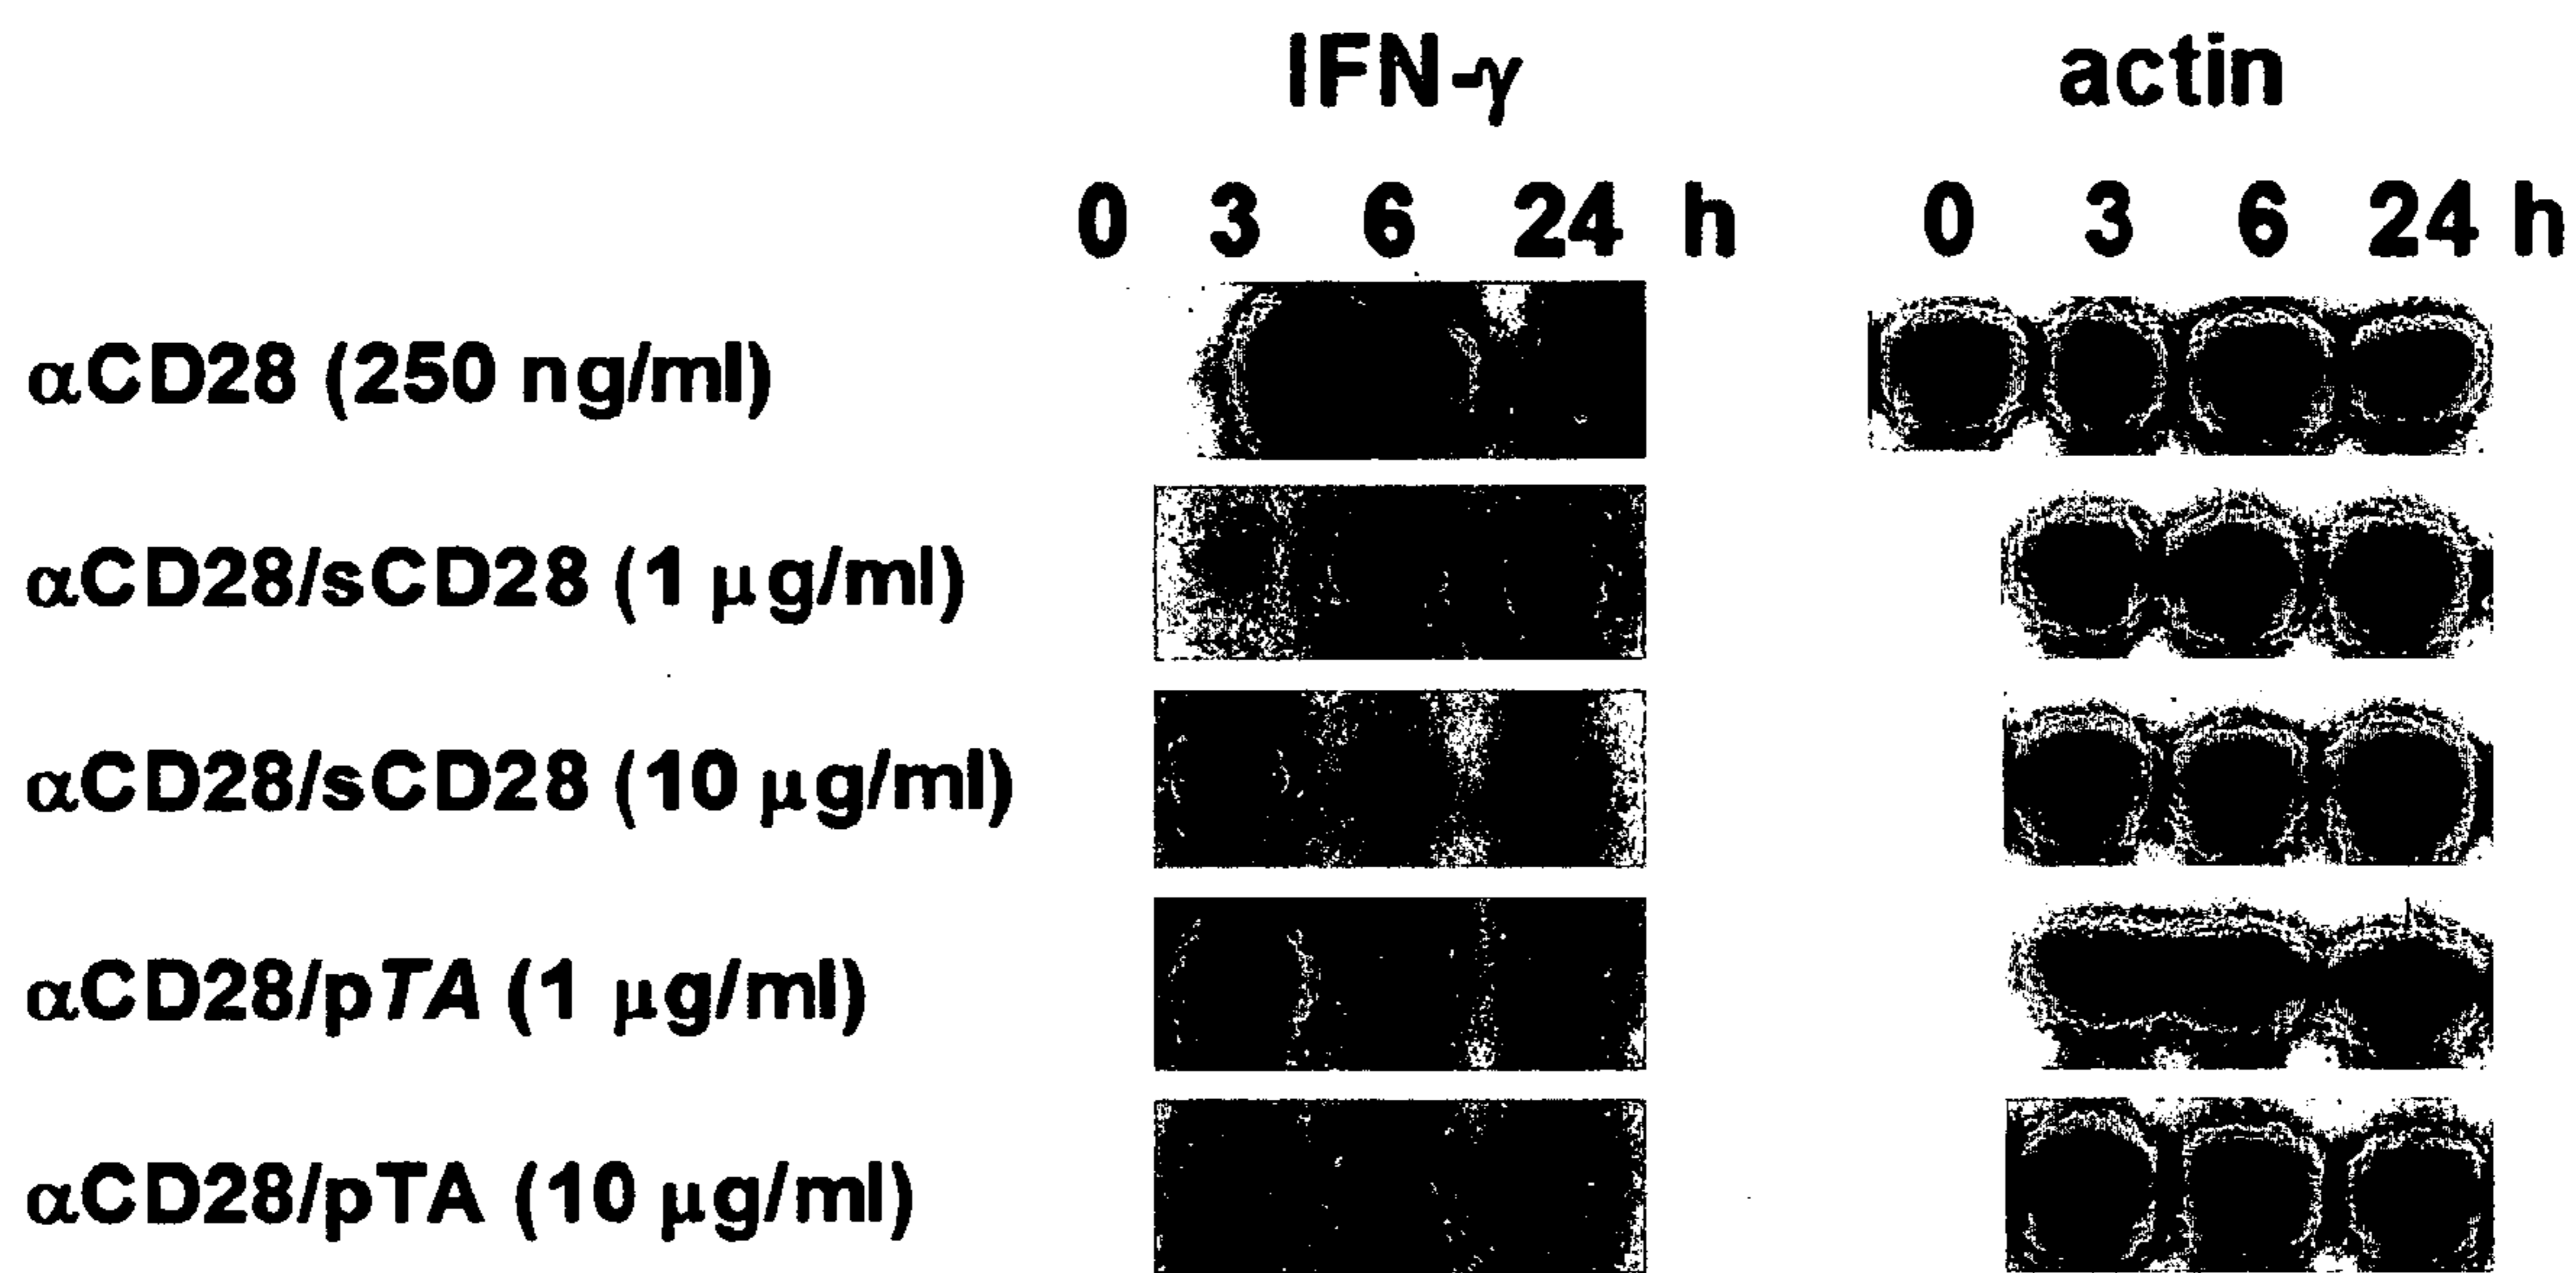 IFN-γ actin
0 3 6 24 h 0 3 6 24 h
αCD28 (250 ng/ml)
αCD28/sCD28 (1 μg/ml)
αCD28/sCD28 (10 μg/ml)
αCD28/pTA (1 μg/ml)
αCD28/pTA (10 μg/ml)